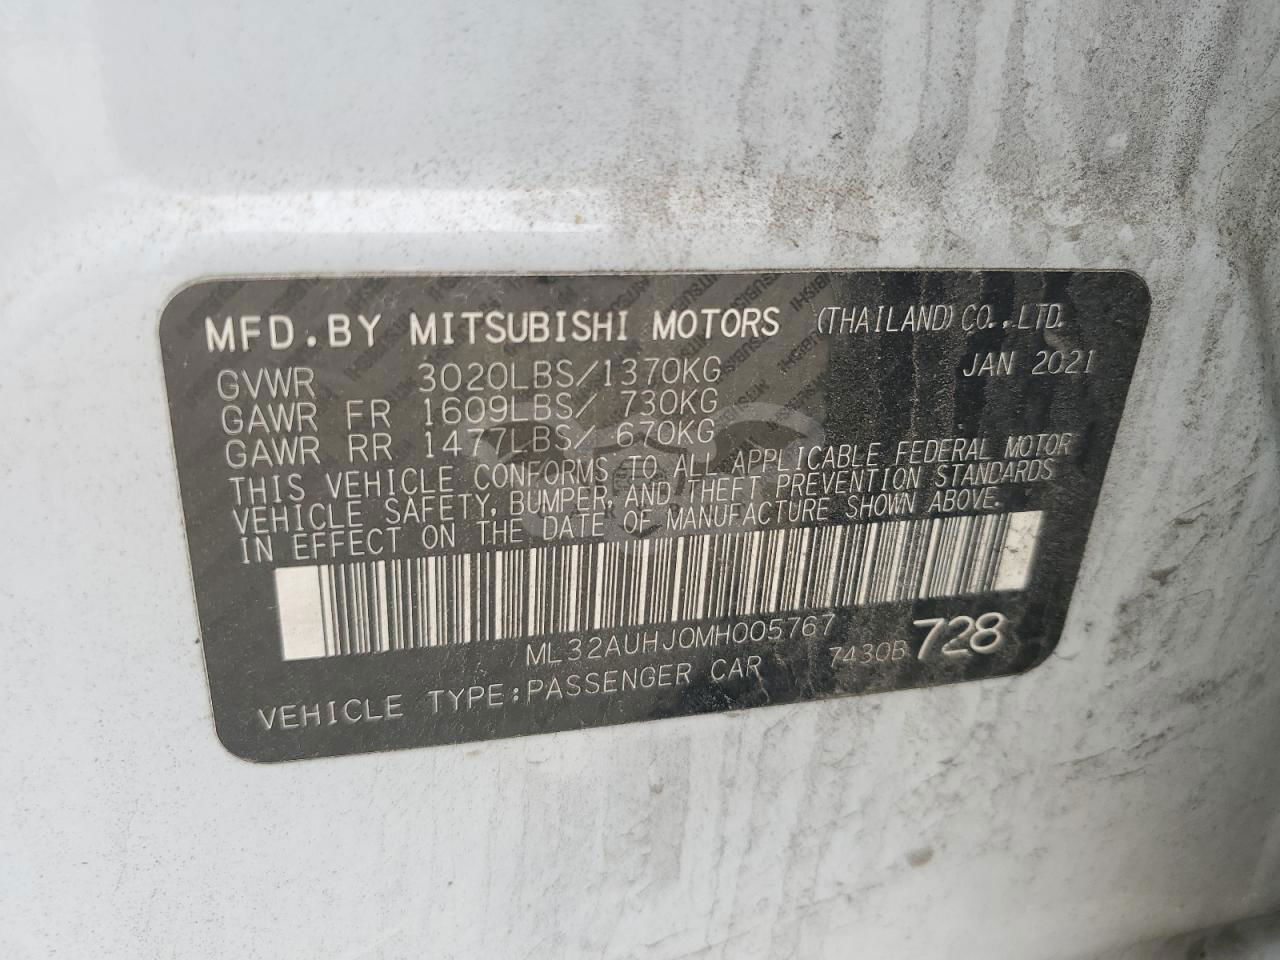 MFD.BY MITSUBISHI MOTORS (THAILAND) CO.,LTD.
GVWR 3020LBS/1370KG JAN 2021
GAWR FR 1609LBS/ 730KG
GAWR RR 1477LBS/ 670KG
THIS VEHICLE CONFORMS TO ALL APPLICABLE FEDERAL MOTOR
VEHICLE SAFETY, BUMPER, AND THEFT PREVENTION STANDARDS
IN EFFECT ON THE DATE OF MANUFACTURE SHOWN ABOVE.
ML32AUHJ0MH005767
7430B 728
VEHICLE TYPE:PASSENGER CAR